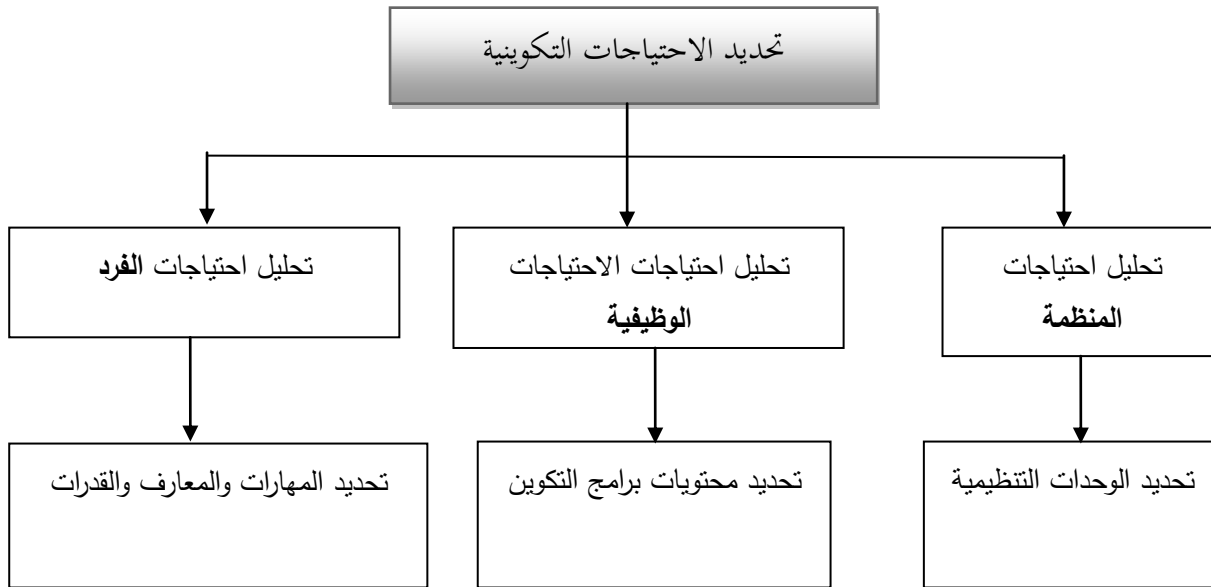 تحديد الاحتياجات التكوينية
تحليل احتياجات
المنظمة
تحليل احتياجات الاحتياجات
الوظيفية
تحليل احتياجات الفرد
تحديد الوحدات التنظيمية
تحديد محتويات برامج التكوين
تحديد المهارات والمعارف والقدرات